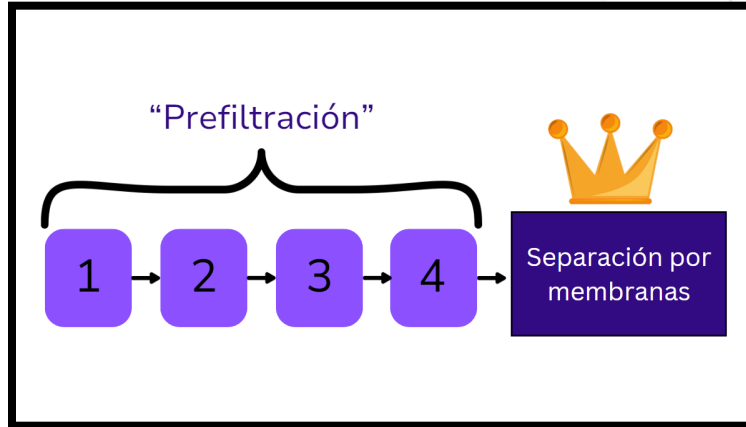 “Prefiltración”
1
2
3
4
Separación por
membranas